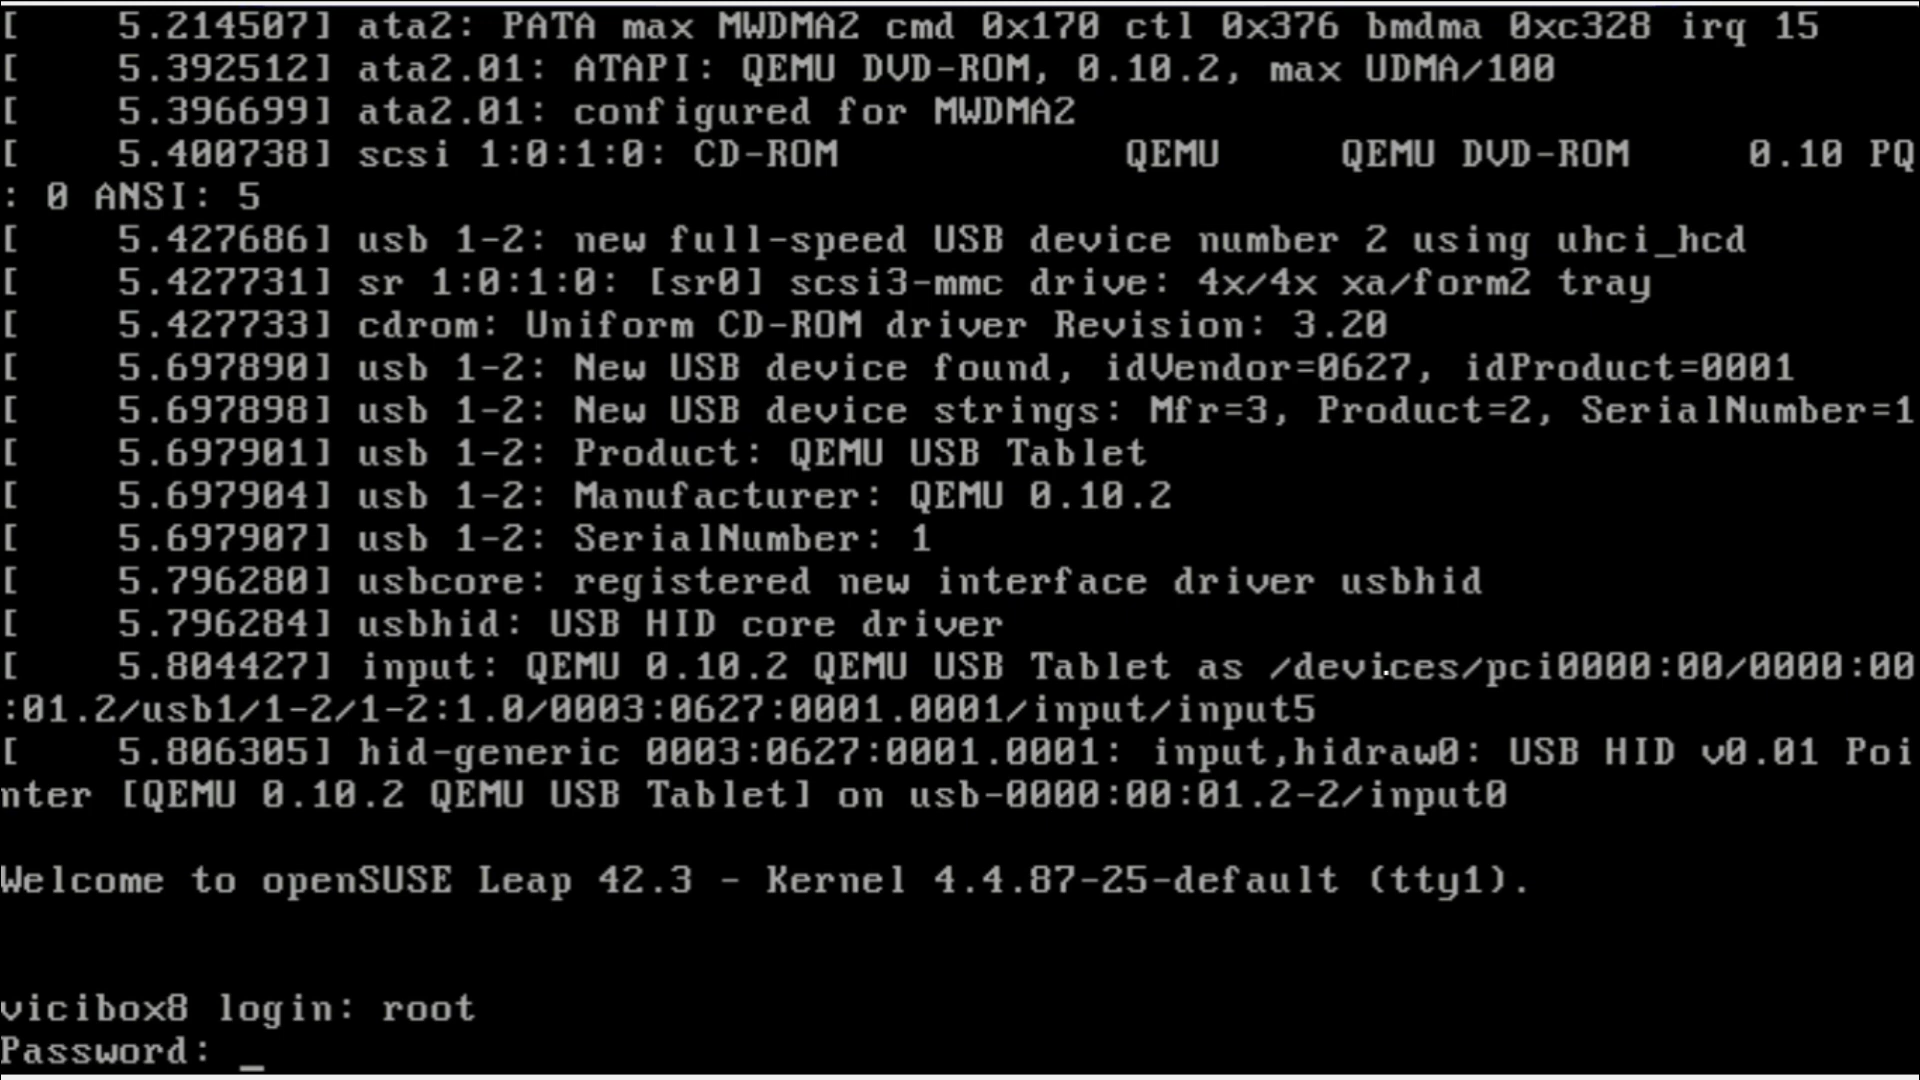 [    5.214507] ata2: PATA max MWDMA2 cmd 0x170 ctl 0x376 bmdma 0xc328 irq 15
[    5.392512] ata2.01: ATAPI: QEMU DVD-ROM, 0.10.2, max UDMA/100
[    5.396699] ata2.01: configured for MWDMA2
[    5.400738] scsi 1:0:1:0: CD-ROM            QEMU     QEMU DVD-ROM     0.10 PQ
: 0 ANSI: 5
[    5.427686] usb 1-2: new full-speed USB device number 2 using uhci_hcd
[    5.427731] sr 1:0:1:0: [sr0] scsi3-mmc drive: 4x/4x xa/form2 tray
[    5.427733] cdrom: Uniform CD-ROM driver Revision: 3.20
[    5.697890] usb 1-2: New USB device found, idVendor=0627, idProduct=0001
[    5.697898] usb 1-2: New USB device strings: Mfr=3, Product=2, SerialNumber=1
[    5.697901] usb 1-2: Product: QEMU USB Tablet
[    5.697904] usb 1-2: Manufacturer: QEMU 0.10.2
[    5.697907] usb 1-2: SerialNumber: 1
[    5.796280] usbcore: registered new interface driver usbhid
[    5.796284] usbhid: USB HID core driver
[    5.804427] input: QEMU 0.10.2 QEMU USB Tablet as /devices/pci0000:00/0000:00
:01.2/usb1/1-2/1-2:1.0/0003:0627:0001.0001/input/input5
[    5.806305] hid-generic 0003:0627:0001.0001: input,hidraw0: USB HID v0.01 Poi
nter [QEMU 0.10.2 QEMU USB Tablet] on usb-0000:00:01.2-2/input0
Welcome to openSUSE Leap 42.3 - Kernel 4.4.87-25-default (tty1).
vicibox8 login: root
Password: _